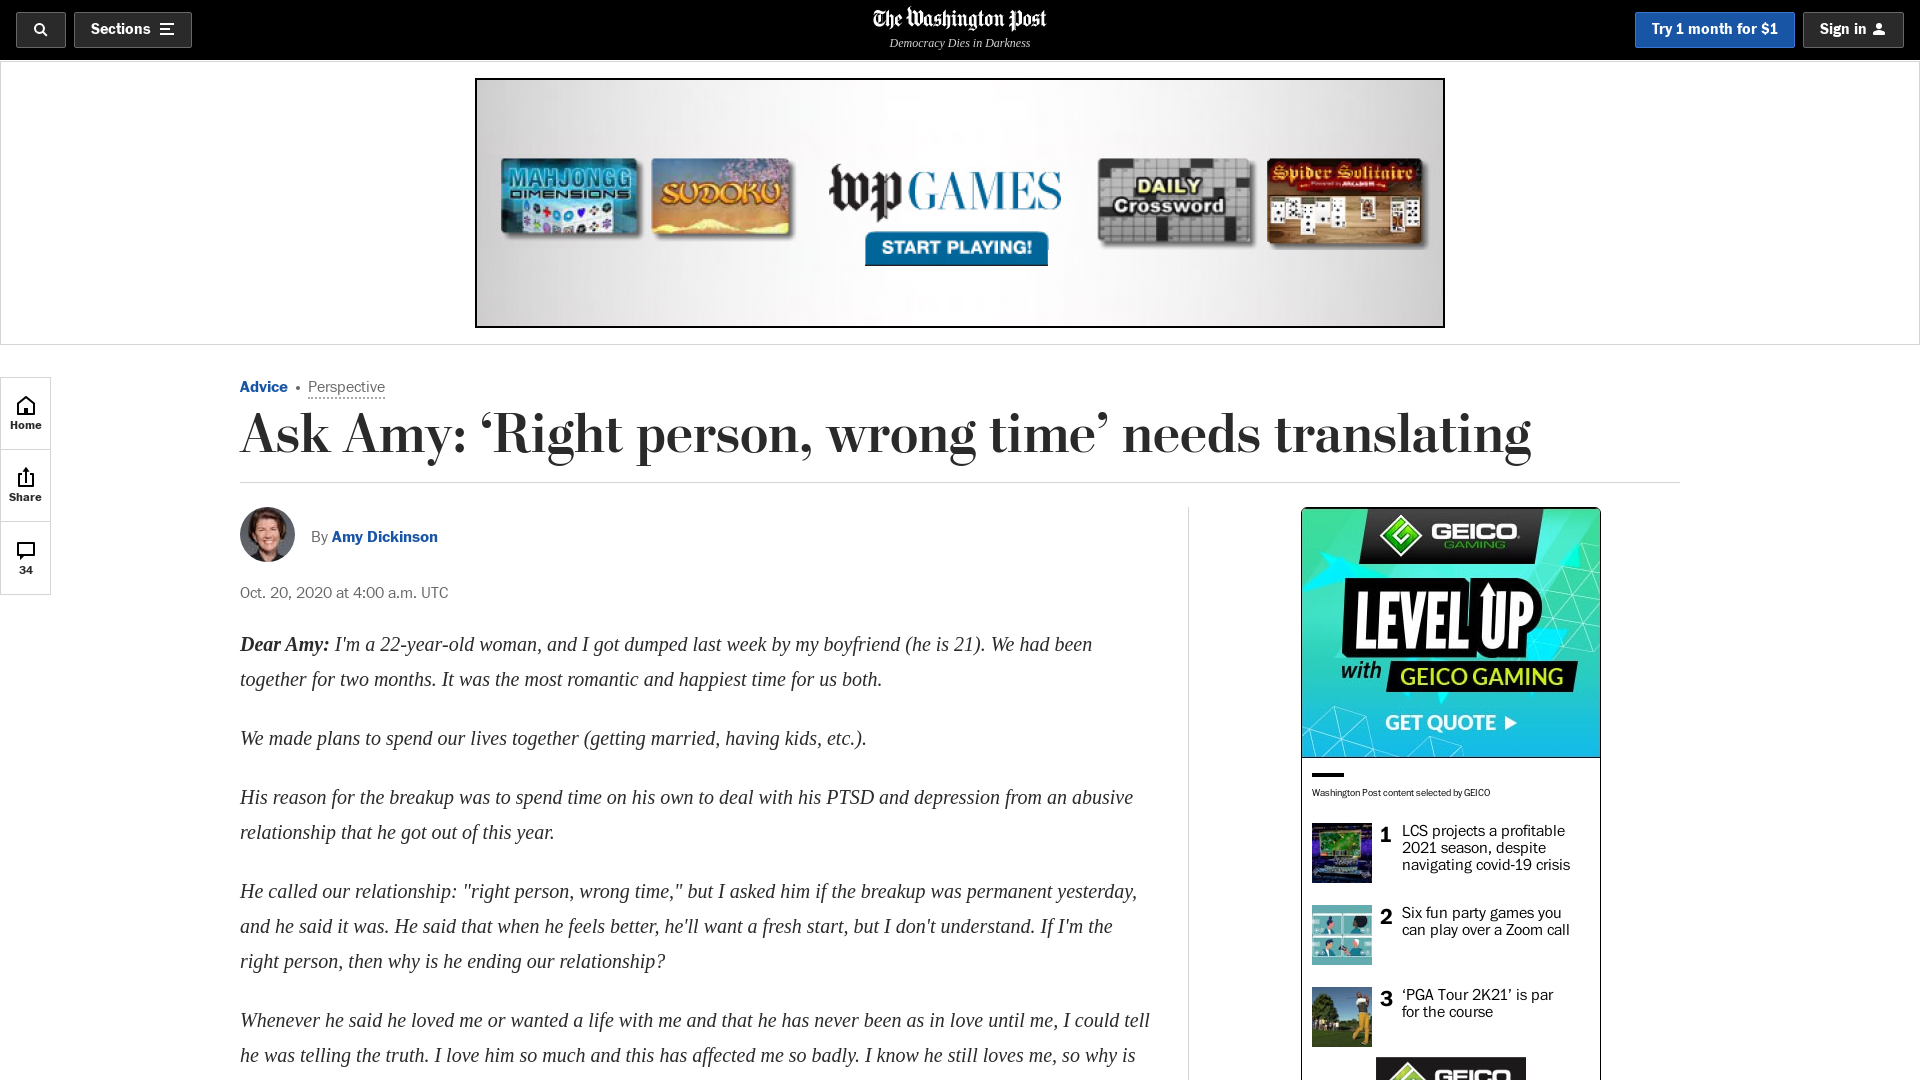 Sections
The Washington Post
Democracy Dies in Darkness
Try 1 month for $1
Sign in
MAHJONGG
DIMENSIONS
SUDOKU
wp GAMES
START PLAYING!
DAILY
Crossword
Spider Solitaire
Home
Share
34
Advice • Perspective
Ask Amy: ‘Right person, wrong time’ needs translating
By Amy Dickinson
Oct. 20, 2020 at 4:00 a.m. UTC
Dear Amy: I'm a 22-year-old woman, and I got dumped last week by my boyfriend (he is 21). We had been
together for two months. It was the most romantic and happiest time for us both.
We made plans to spend our lives together (getting married, having kids, etc.).
His reason for the breakup was to spend time on his own to deal with his PTSD and depression from an abusive
relationship that he got out of this year.
He called our relationship: "right person, wrong time," but I asked him if the breakup was permanent yesterday,
and he said it was. He said that when he feels better, he'll want a fresh start, but I don't understand. If I'm the
right person, then why is he ending our relationship?
Whenever he said he loved me or wanted a life with me and that he has never been as in love until me, I could tell
he was telling the truth. I love him so much and this has affected me so badly. I know he still loves me, so why is
GEICO
GAMING
LEVEL UP
with GEICO GAMING
GET QUOTE
Washington Post content selected by GEICO
1 LCS projects a profitable
2021 season, despite
navigating covid-19 crisis
2 Six fun party games you
can play over a Zoom call
3 ‘PGA Tour 2K21’ is par
for the course
GEICO